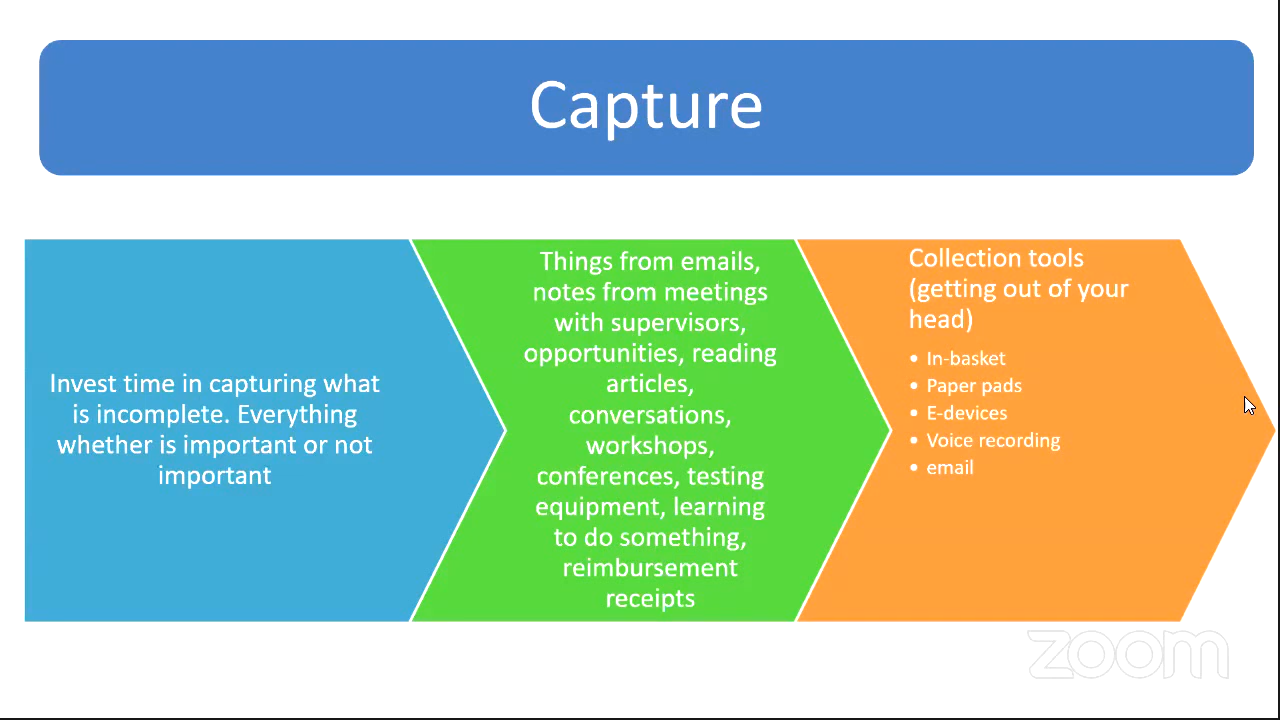 Capture
Invest time in capturing what
is incomplete. Everything
whether is important or not
important
Things from emails,
notes from meetings
with supervisors,
opportunities, reading
articles,
conversations,
workshops,
conferences, testing
equipment, learning
to do something,
reimbursement
receipts
Collection tools
(getting out of your
head)
• In-basket
• Paper pads
• E-devices
• Voice recording
• email
zoom